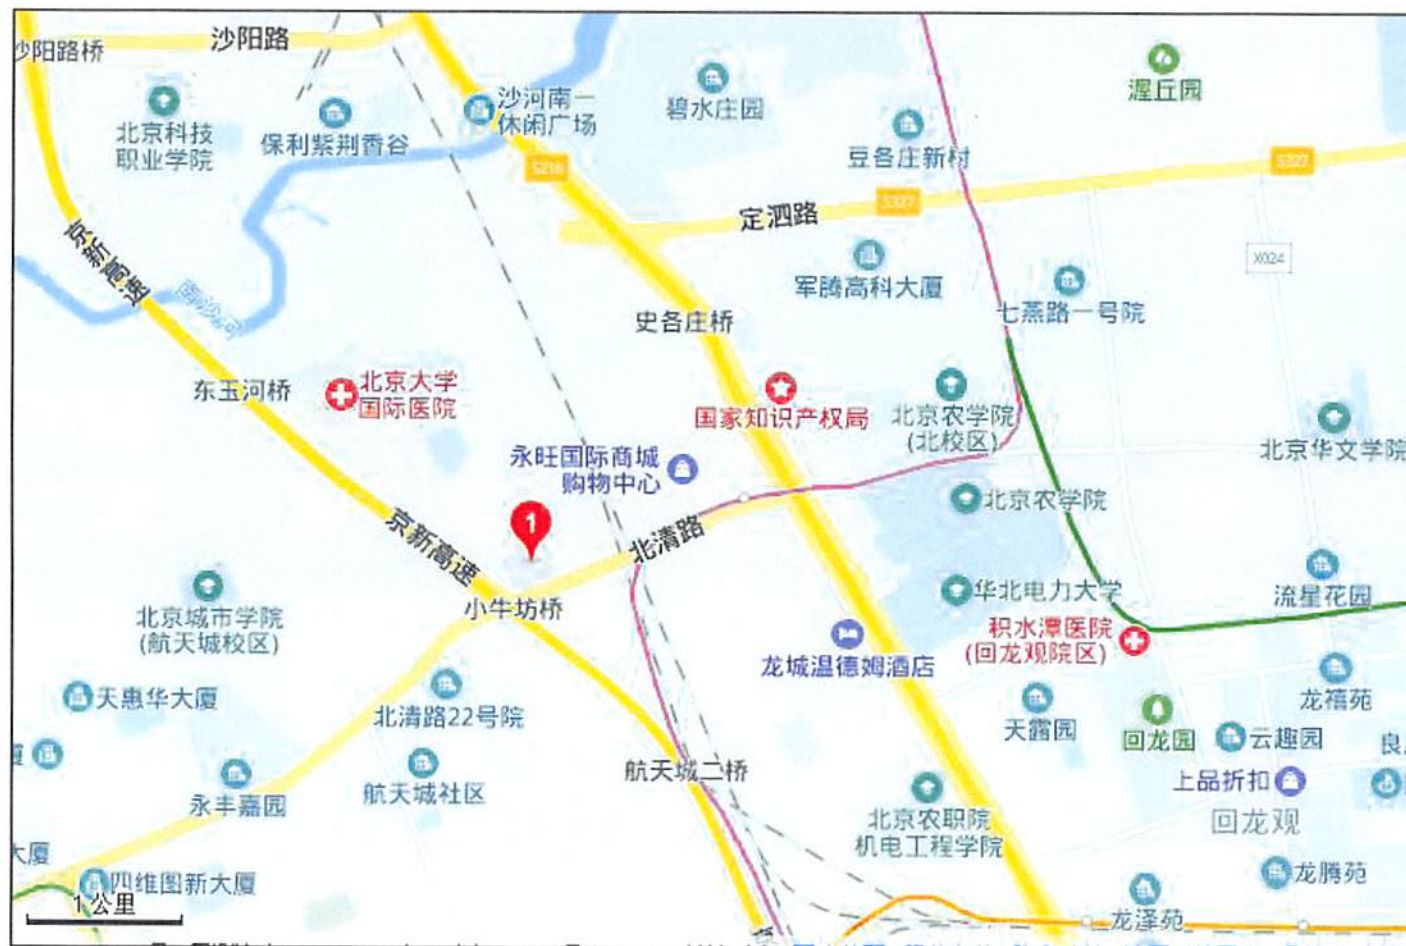 沙阳路
沙阳路桥
北京科技
职业学院
保利紫荆香谷
沙河南一
休闲广场
碧水庄园
豆各庄新村
渥丘园
S216
定泗路
S327
S327
京新高速
南沙河
军腾高科大厦
七燕路一号院
X024
史各庄桥
东玉河桥
北京大学
国际医院
国家知识产权局
北京农学院
(北校区)
北京华文学院
永旺国际商城
购物中心
北京农学院
1
北清路
京新高速
小牛坊桥
北京城市学院
(航天城校区)
华北电力大学
积水潭医院
(回龙观院区)
流星花园
龙城温德姆酒店
龙禧苑
天惠华大厦
北清路22号院
天露园
回龙园
云趣园
良
厦
永丰嘉园
航天城社区
航天城二桥
上品折扣
回龙观
北京农职院
机电工程学院
大厦
四维图新大厦
龙腾苑
龙泽苑
1公里